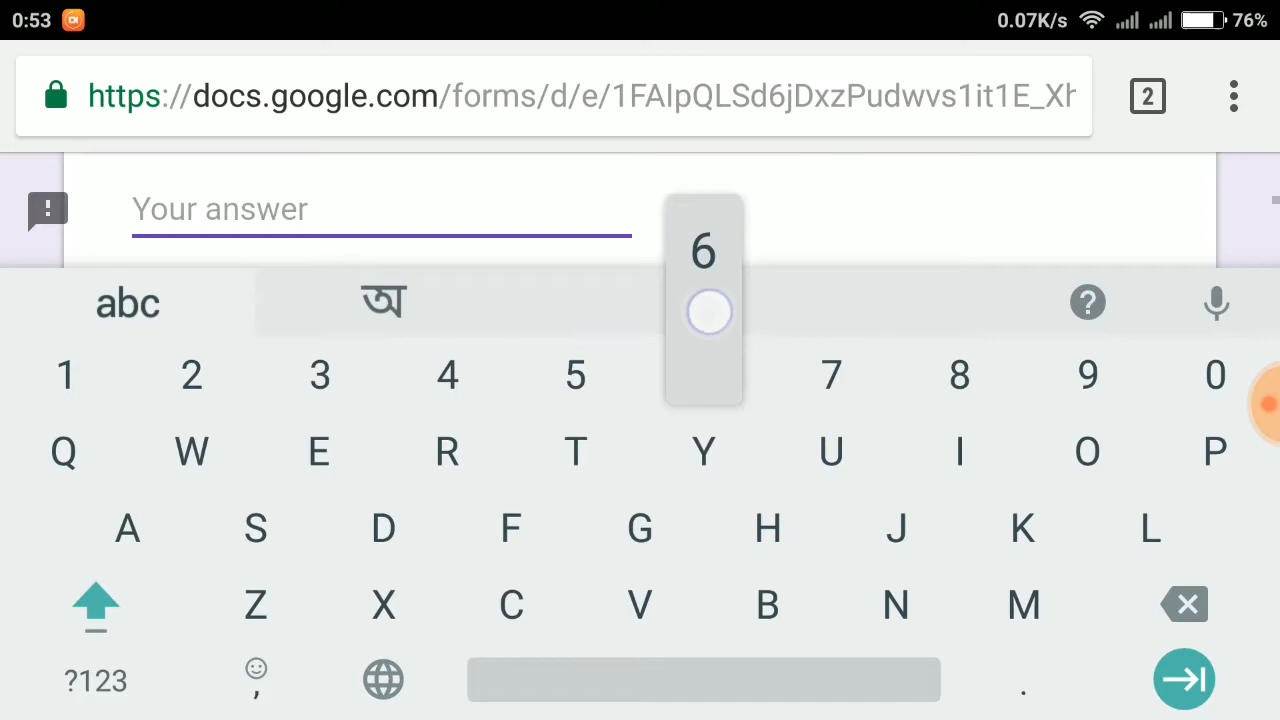 0:53 0.07K/s 76%
https://docs.google.com/forms/d/e/1FAIpQLSd6jDxzPudwvs1it1E_Xh 2
Your answer
6
abc অ
1 2 3 4 5 7 8 9 0
Q W E R T Y U I O P
A S D F G H J K L
Z X C V B N M
?123 , .